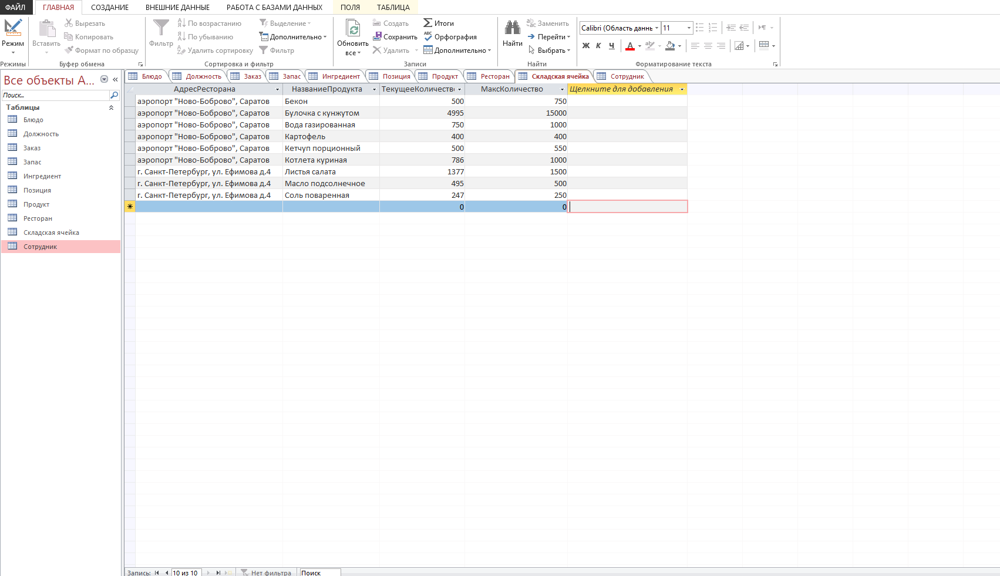 ФАЙЛ ГЛАВНАЯ СОЗДАНИЕ ВНЕШНИЕ ДАННЫЕ РАБОТА С БАЗАМИ ДАННЫХ ПОЛЯ ТАБЛИЦА
Режим
Режимы
Вставить
Вырезать
Копировать
Формат по образцу
Буфер обмена
Фильтр
По возрастанию
По убыванию
Удалить сортировку
Выделение
Дополнительно
Фильтр
Сортировка и фильтр
Обновить
все
Создать
Сохранить
Удалить
Итоги
Орфография
Дополнительно
Записи
Найти
Заменить
Перейти
Выбрать
Найти
Calibri (Область данн 11
Ж К Ч А
Форматирование текста
Все объекты A...
Поиск...
Таблицы
Блюдо
Должность
Заказ
Запас
Ингредиент
Позиция
Продукт
Ресторан
Складская ячейка
Сотрудник
Блюдо Должность Заказ Запас Ингредиент Позиция Продукт Ресторан Складская ячейка Сотрудник
АдресРесторана НазваниеПродукта ТекущееКоличеств МаксКоличество Щелкните для добавления
аэропорт "Ново-Боброво", Саратов Бекон 500 750
аэропорт "Ново-Боброво", Саратов Булочка с кунжутом 4995 15000
аэропорт "Ново-Боброво", Саратов Вода газированная 750 1000
аэропорт "Ново-Боброво", Саратов Картофель 400 400
аэропорт "Ново-Боброво", Саратов Кетчуп порционный 500 550
аэропорт "Ново-Боброво", Саратов Котлета куриная 786 1000
г. Санкт-Петербург, ул. Ефимова д.4 Листья салата 1377 1500
г. Санкт-Петербург, ул. Ефимова д.4 Масло подсолнечное 495 500
г. Санкт-Петербург, ул. Ефимова д.4 Соль поваренная 247 250
* 0 0
Запись: 10 из 10 Нет фильтра Поиск